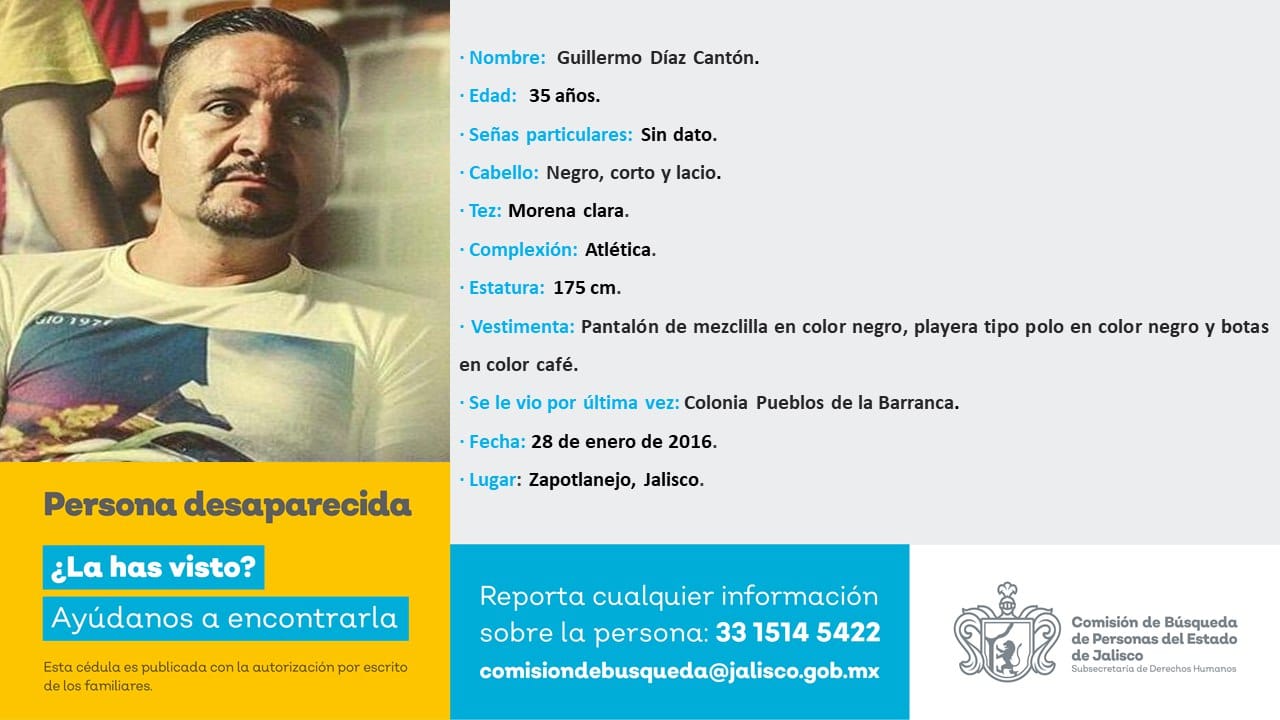 · Nombre: Guillermo Díaz Cantón.
· Edad: 35 años.
· Señas particulares: Sin dato.
· Cabello: Negro, corto y lacio.
· Tez: Morena clara.
· Complexión: Atlética.
· Estatura: 175 cm.
· Vestimenta: Pantalón de mezclilla en color negro, playera tipo polo en color negro y botas
en color café.
· Se le vio por última vez: Colonia Pueblos de la Barranca.
· Fecha: 28 de enero de 2016.
· Lugar: Zapotlanejo, Jalisco.
Persona desaparecida
¿La has visto?
Ayúdanos a encontrarla
Esta cédula es publicada con la autorización por escrito
de los familiares.
Reporta cualquier información
sobre la persona: 33 1514 5422
comisiondebusqueda@jalisco.gob.mx
Comisión de Búsqueda
de Personas del Estado
de Jalisco
Subsecretaría de Derechos Humanos